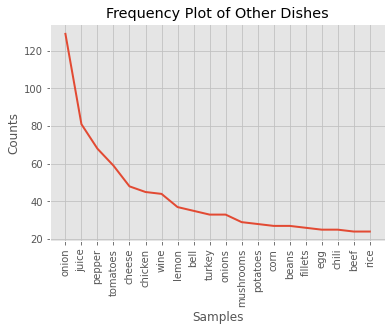 Frequency Plot of Other Dishes
120
100
80
60
40
20
Counts
onion
juice
pepper
tomatoes
cheese
chicken
wine
lemon
bell
turkey
onions
mushrooms
potatoes
corn
beans
fillets
egg
chili
beef
rice
Samples